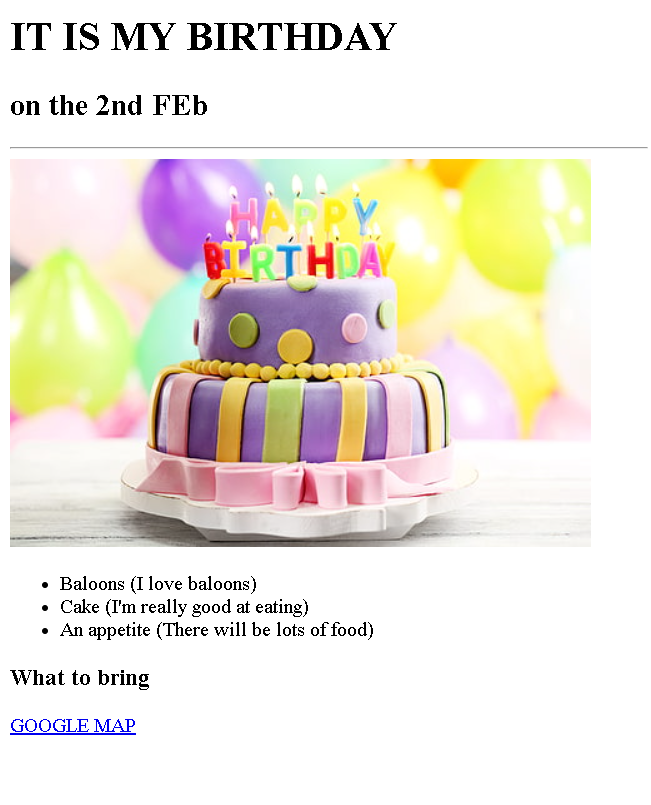 IT IS MY BIRTHDAY
on the 2nd FEb
HAPPY
BIRTHDAY
Baloons (I love baloons)
Cake (I'm really good at eating)
An appetite (There will be lots of food)
What to bring
GOOGLE MAP